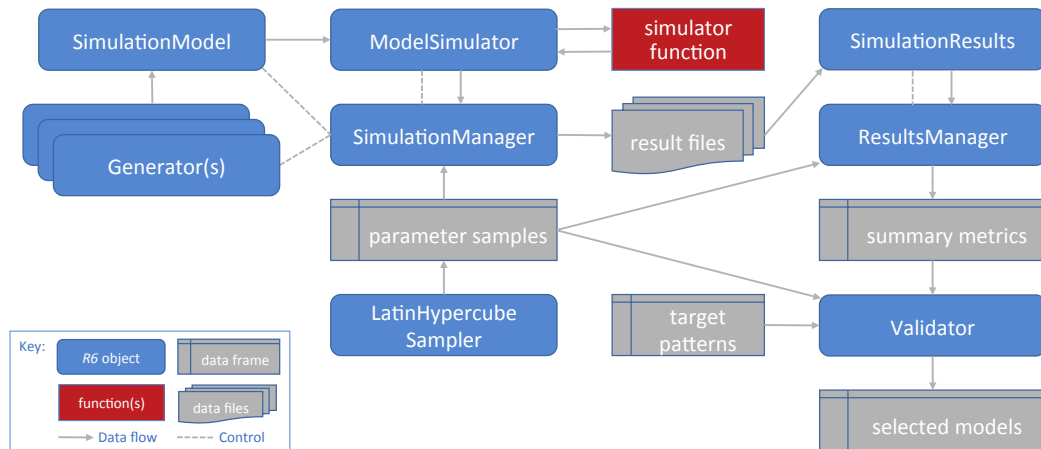 SimulationModel
ModelSimulator
simulator
function
SimulationResults
Generator(s)
SimulationManager
result files
ResultsManager
parameter samples
summary metrics
LatinHypercube
Sampler
target
patterns
Validator
selected models
Key:
R6 object
data frame
function(s)
data files
Data flow
Control